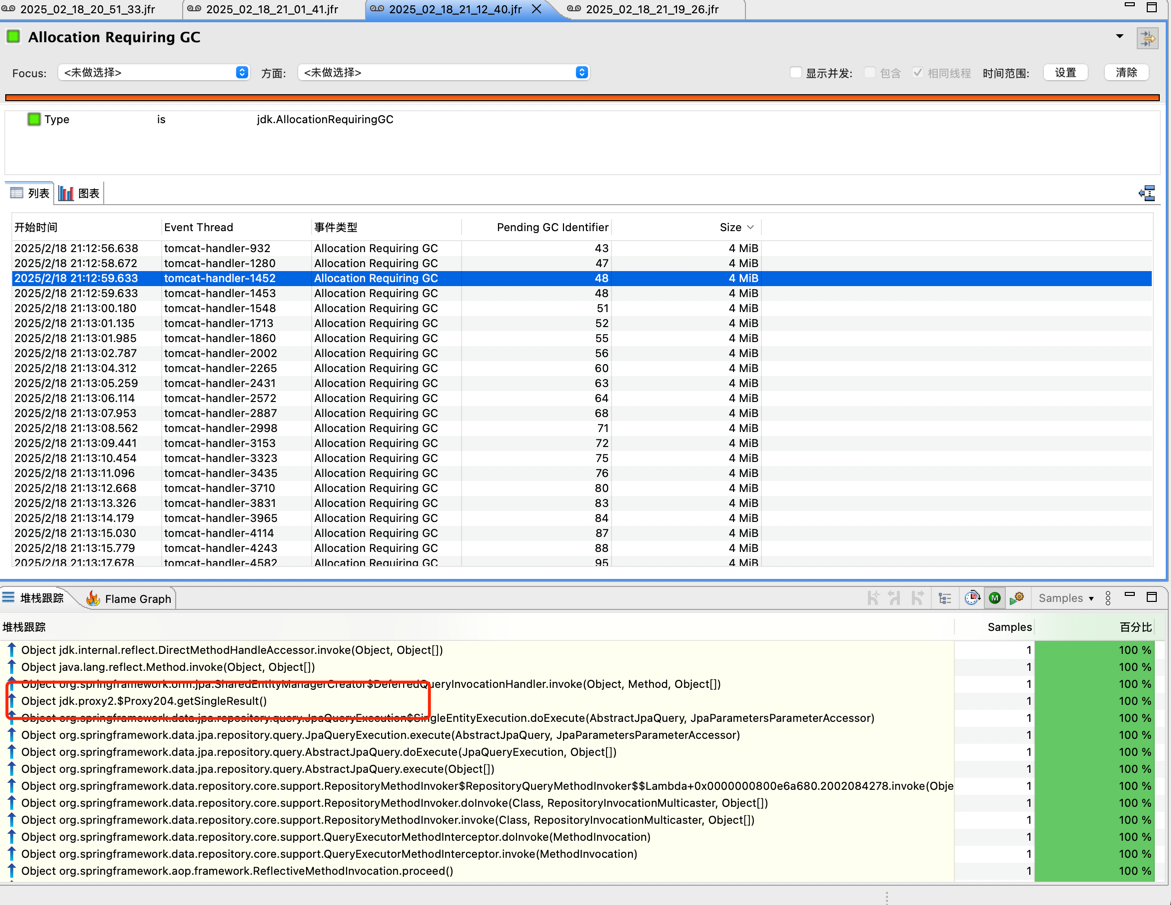 2025_02_18_20_51_33.jfr 2025_02_18_21_01_41.jfr 2025_02_18_21_12_40.jfr 2025_02_18_21_19_26.jfr
Allocation Requiring GC
Focus: <未做选择> 方面: <未做选择> 显示并发: 包含 相同线程 时间范围: 设置 清除
Type is jdk.AllocationRequiringGC
列表 图表
开始时间 Event Thread 事件类型 Pending GC Identifier Size
2025/2/18 21:12:56.638 tomcat-handler-932 Allocation Requiring GC 43 4 MiB
2025/2/18 21:12:58.672 tomcat-handler-1280 Allocation Requiring GC 47 4 MiB
2025/2/18 21:12:59.633 tomcat-handler-1452 Allocation Requiring GC 48 4 MiB
2025/2/18 21:12:59.633 tomcat-handler-1453 Allocation Requiring GC 48 4 MiB
2025/2/18 21:13:00.180 tomcat-handler-1548 Allocation Requiring GC 51 4 MiB
2025/2/18 21:13:01.135 tomcat-handler-1713 Allocation Requiring GC 52 4 MiB
2025/2/18 21:13:01.985 tomcat-handler-1860 Allocation Requiring GC 55 4 MiB
2025/2/18 21:13:02.787 tomcat-handler-2002 Allocation Requiring GC 56 4 MiB
2025/2/18 21:13:04.312 tomcat-handler-2265 Allocation Requiring GC 60 4 MiB
2025/2/18 21:13:05.259 tomcat-handler-2431 Allocation Requiring GC 63 4 MiB
2025/2/18 21:13:06.114 tomcat-handler-2572 Allocation Requiring GC 64 4 MiB
2025/2/18 21:13:07.953 tomcat-handler-2887 Allocation Requiring GC 68 4 MiB
2025/2/18 21:13:08.562 tomcat-handler-2998 Allocation Requiring GC 71 4 MiB
2025/2/18 21:13:09.441 tomcat-handler-3153 Allocation Requiring GC 72 4 MiB
2025/2/18 21:13:10.454 tomcat-handler-3323 Allocation Requiring GC 75 4 MiB
2025/2/18 21:13:11.096 tomcat-handler-3435 Allocation Requiring GC 76 4 MiB
2025/2/18 21:13:12.668 tomcat-handler-3710 Allocation Requiring GC 80 4 MiB
2025/2/18 21:13:13.326 tomcat-handler-3831 Allocation Requiring GC 83 4 MiB
2025/2/18 21:13:14.179 tomcat-handler-3965 Allocation Requiring GC 84 4 MiB
2025/2/18 21:13:15.030 tomcat-handler-4114 Allocation Requiring GC 87 4 MiB
2025/2/18 21:13:15.779 tomcat-handler-4243 Allocation Requiring GC 88 4 MiB
2025/2/18 21:13:17.678 tomcat-handler-4582 Allocation Requiring GC 95 4 MiB
堆栈跟踪 Flame Graph M Samples
堆栈跟踪 Samples 百分比
Object jdk.internal.reflect.DirectMethodHandleAccessor.invoke(Object, Object[]) 1 100 %
Object java.lang.reflect.Method.invoke(Object, Object[]) 1 100 %
Object org.springframework.orm.jpa.SharedEntityManagerCreator$DeferredQueryInvocationHandler.invoke(Object, Method, Object[]) 1 100 %
Object jdk.proxy2.$Proxy204.getSingleResult() 1 100 %
Object org.springframework.data.jpa.repository.query.JpaQueryExecution$SingleEntityExecution.doExecute(AbstractJpaQuery, JpaParametersParameterAccessor) 1 100 %
Object org.springframework.data.jpa.repository.query.JpaQueryExecution.execute(AbstractJpaQuery, JpaParametersParameterAccessor) 1 100 %
Object org.springframework.data.jpa.repository.query.AbstractJpaQuery.doExecute(JpaQueryExecution, Object[]) 1 100 %
Object org.springframework.data.jpa.repository.query.AbstractJpaQuery.execute(Object[]) 1 100 %
Object org.springframework.data.repository.core.support.RepositoryMethodInvoker$RepositoryQueryMethodInvoker$$Lambda+0x0000000800e6a680.2002084278.invoke(Obje 1 100 %
Object org.springframework.data.repository.core.support.RepositoryMethodInvoker.doInvoke(Class, RepositoryInvocationMulticaster, Object[]) 1 100 %
Object org.springframework.data.repository.core.support.RepositoryMethodInvoker.invoke(Class, RepositoryInvocationMulticaster, Object[]) 1 100 %
Object org.springframework.data.repository.core.support.QueryExecutorMethodInterceptor.doInvoke(MethodInvocation) 1 100 %
Object org.springframework.data.repository.core.support.QueryExecutorMethodInterceptor.invoke(MethodInvocation) 1 100 %
Object org.springframework.aop.framework.ReflectiveMethodInvocation.proceed() 1 100 %